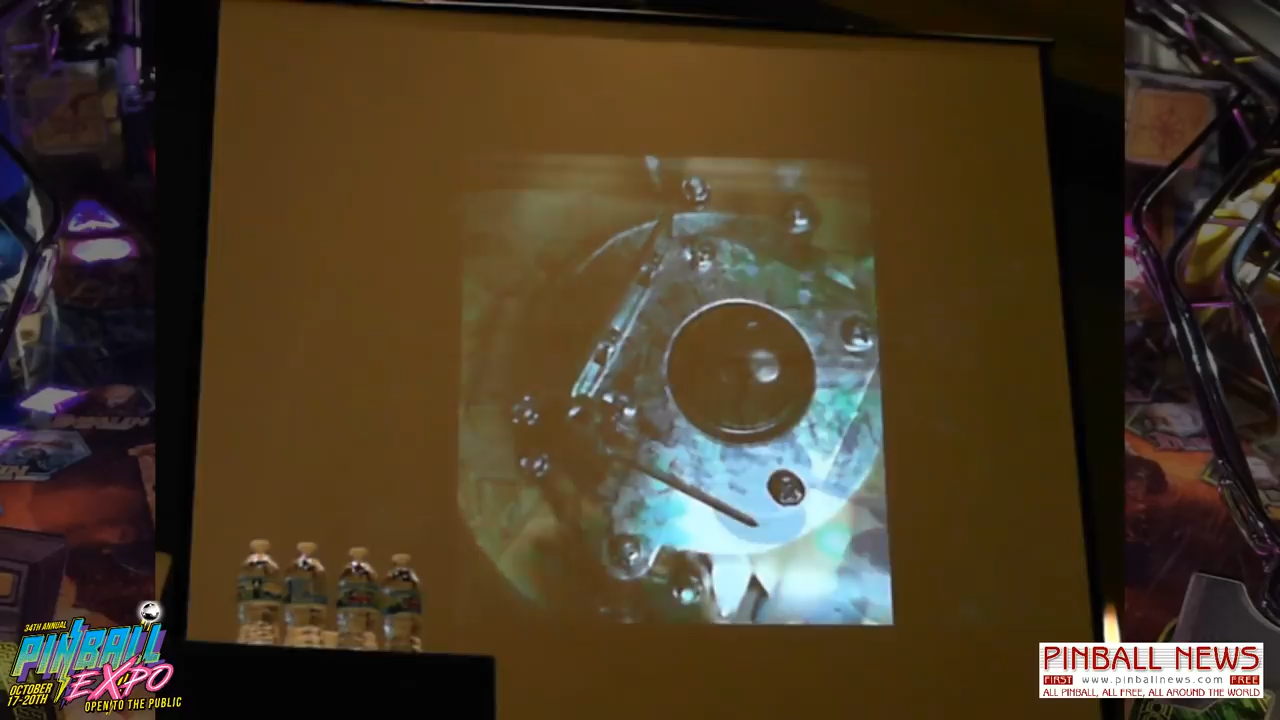 34TH ANNUAL
PINBALL
EXPO
OCTOBER
17-20TH
OPEN TO THE PUBLIC
PINBALL NEWS
FIRST www.pinballnews.com FREE
ALL PINBALL, ALL FREE, ALL AROUND THE WORLD